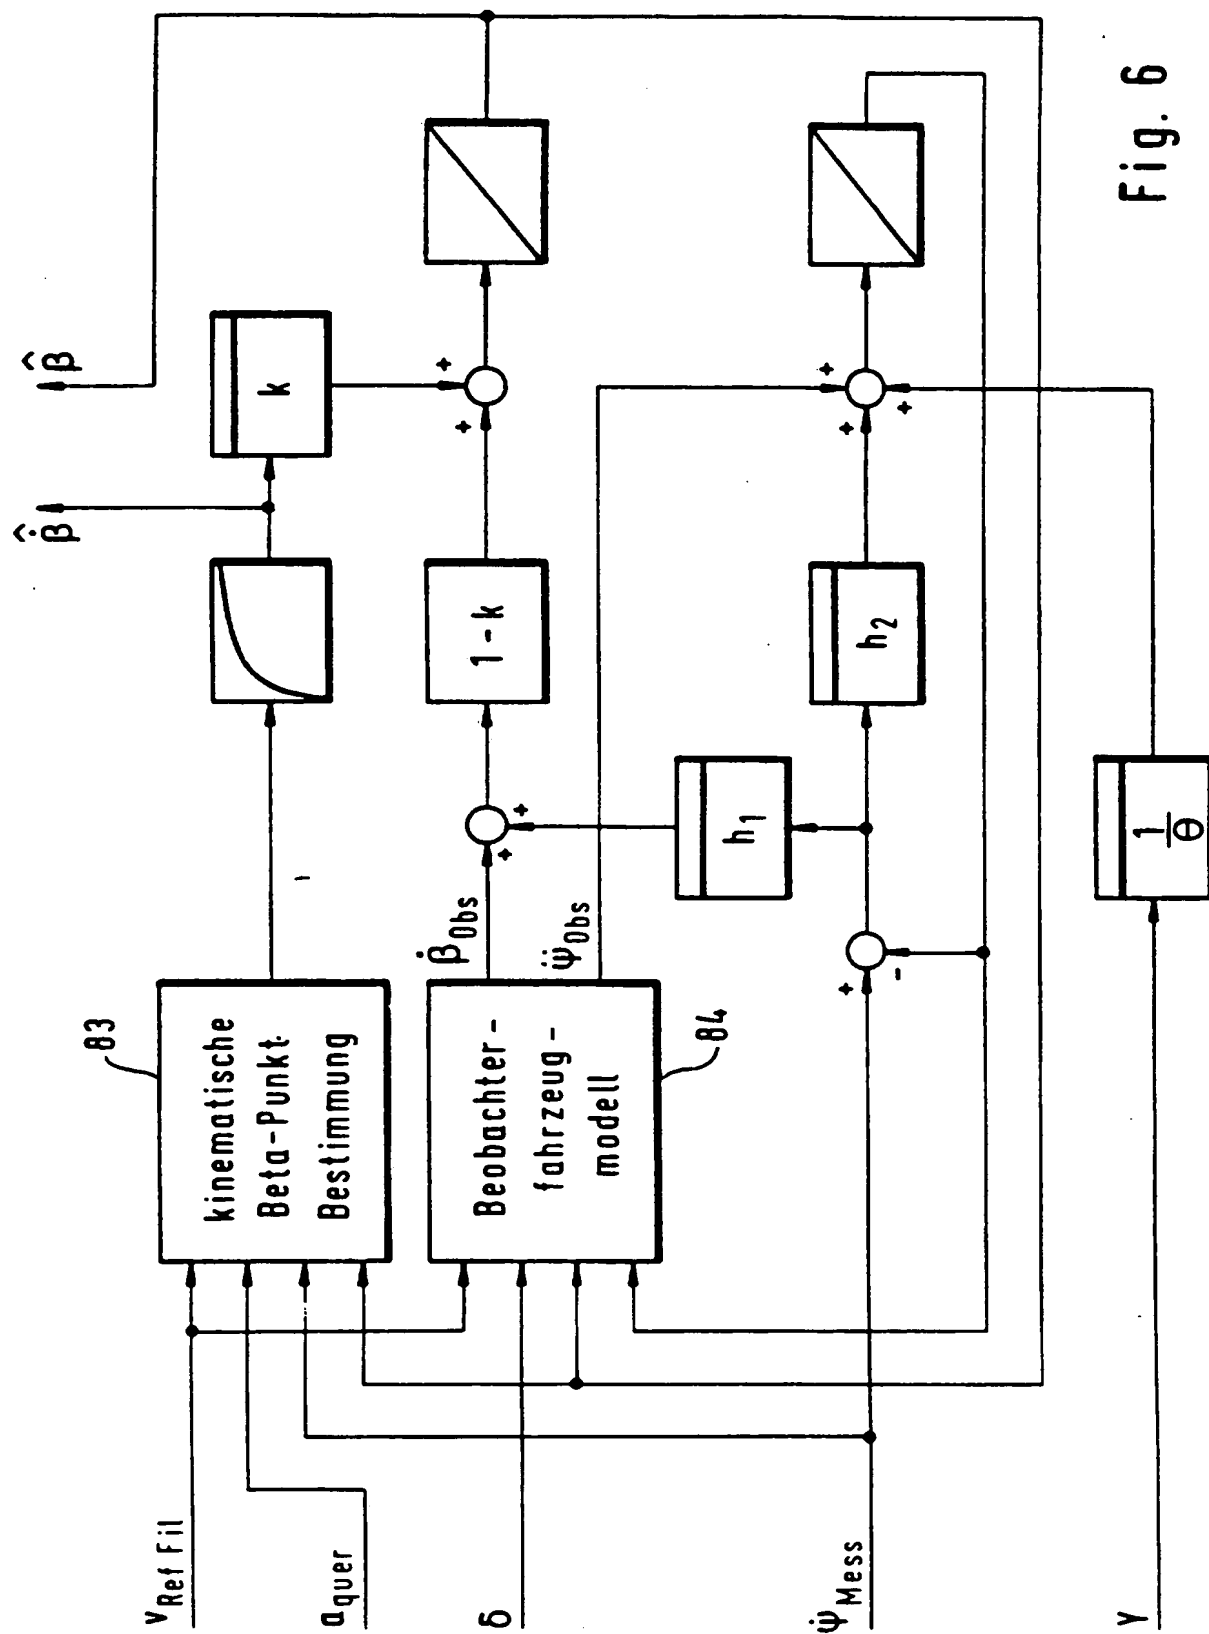 β̂
β̂̇
k
1-k
h₂
h₁
1/Θ
β̇Obs
ψ̈Obs
83
kinematische
Beta-Punkt-
Bestimmung
84
Beobachter-
fahrzeug-
modell
+
+
+
+
+
+
+
+
-
vRef Fil
aquer
δ
ψ̇Mess
γ
Fig. 6